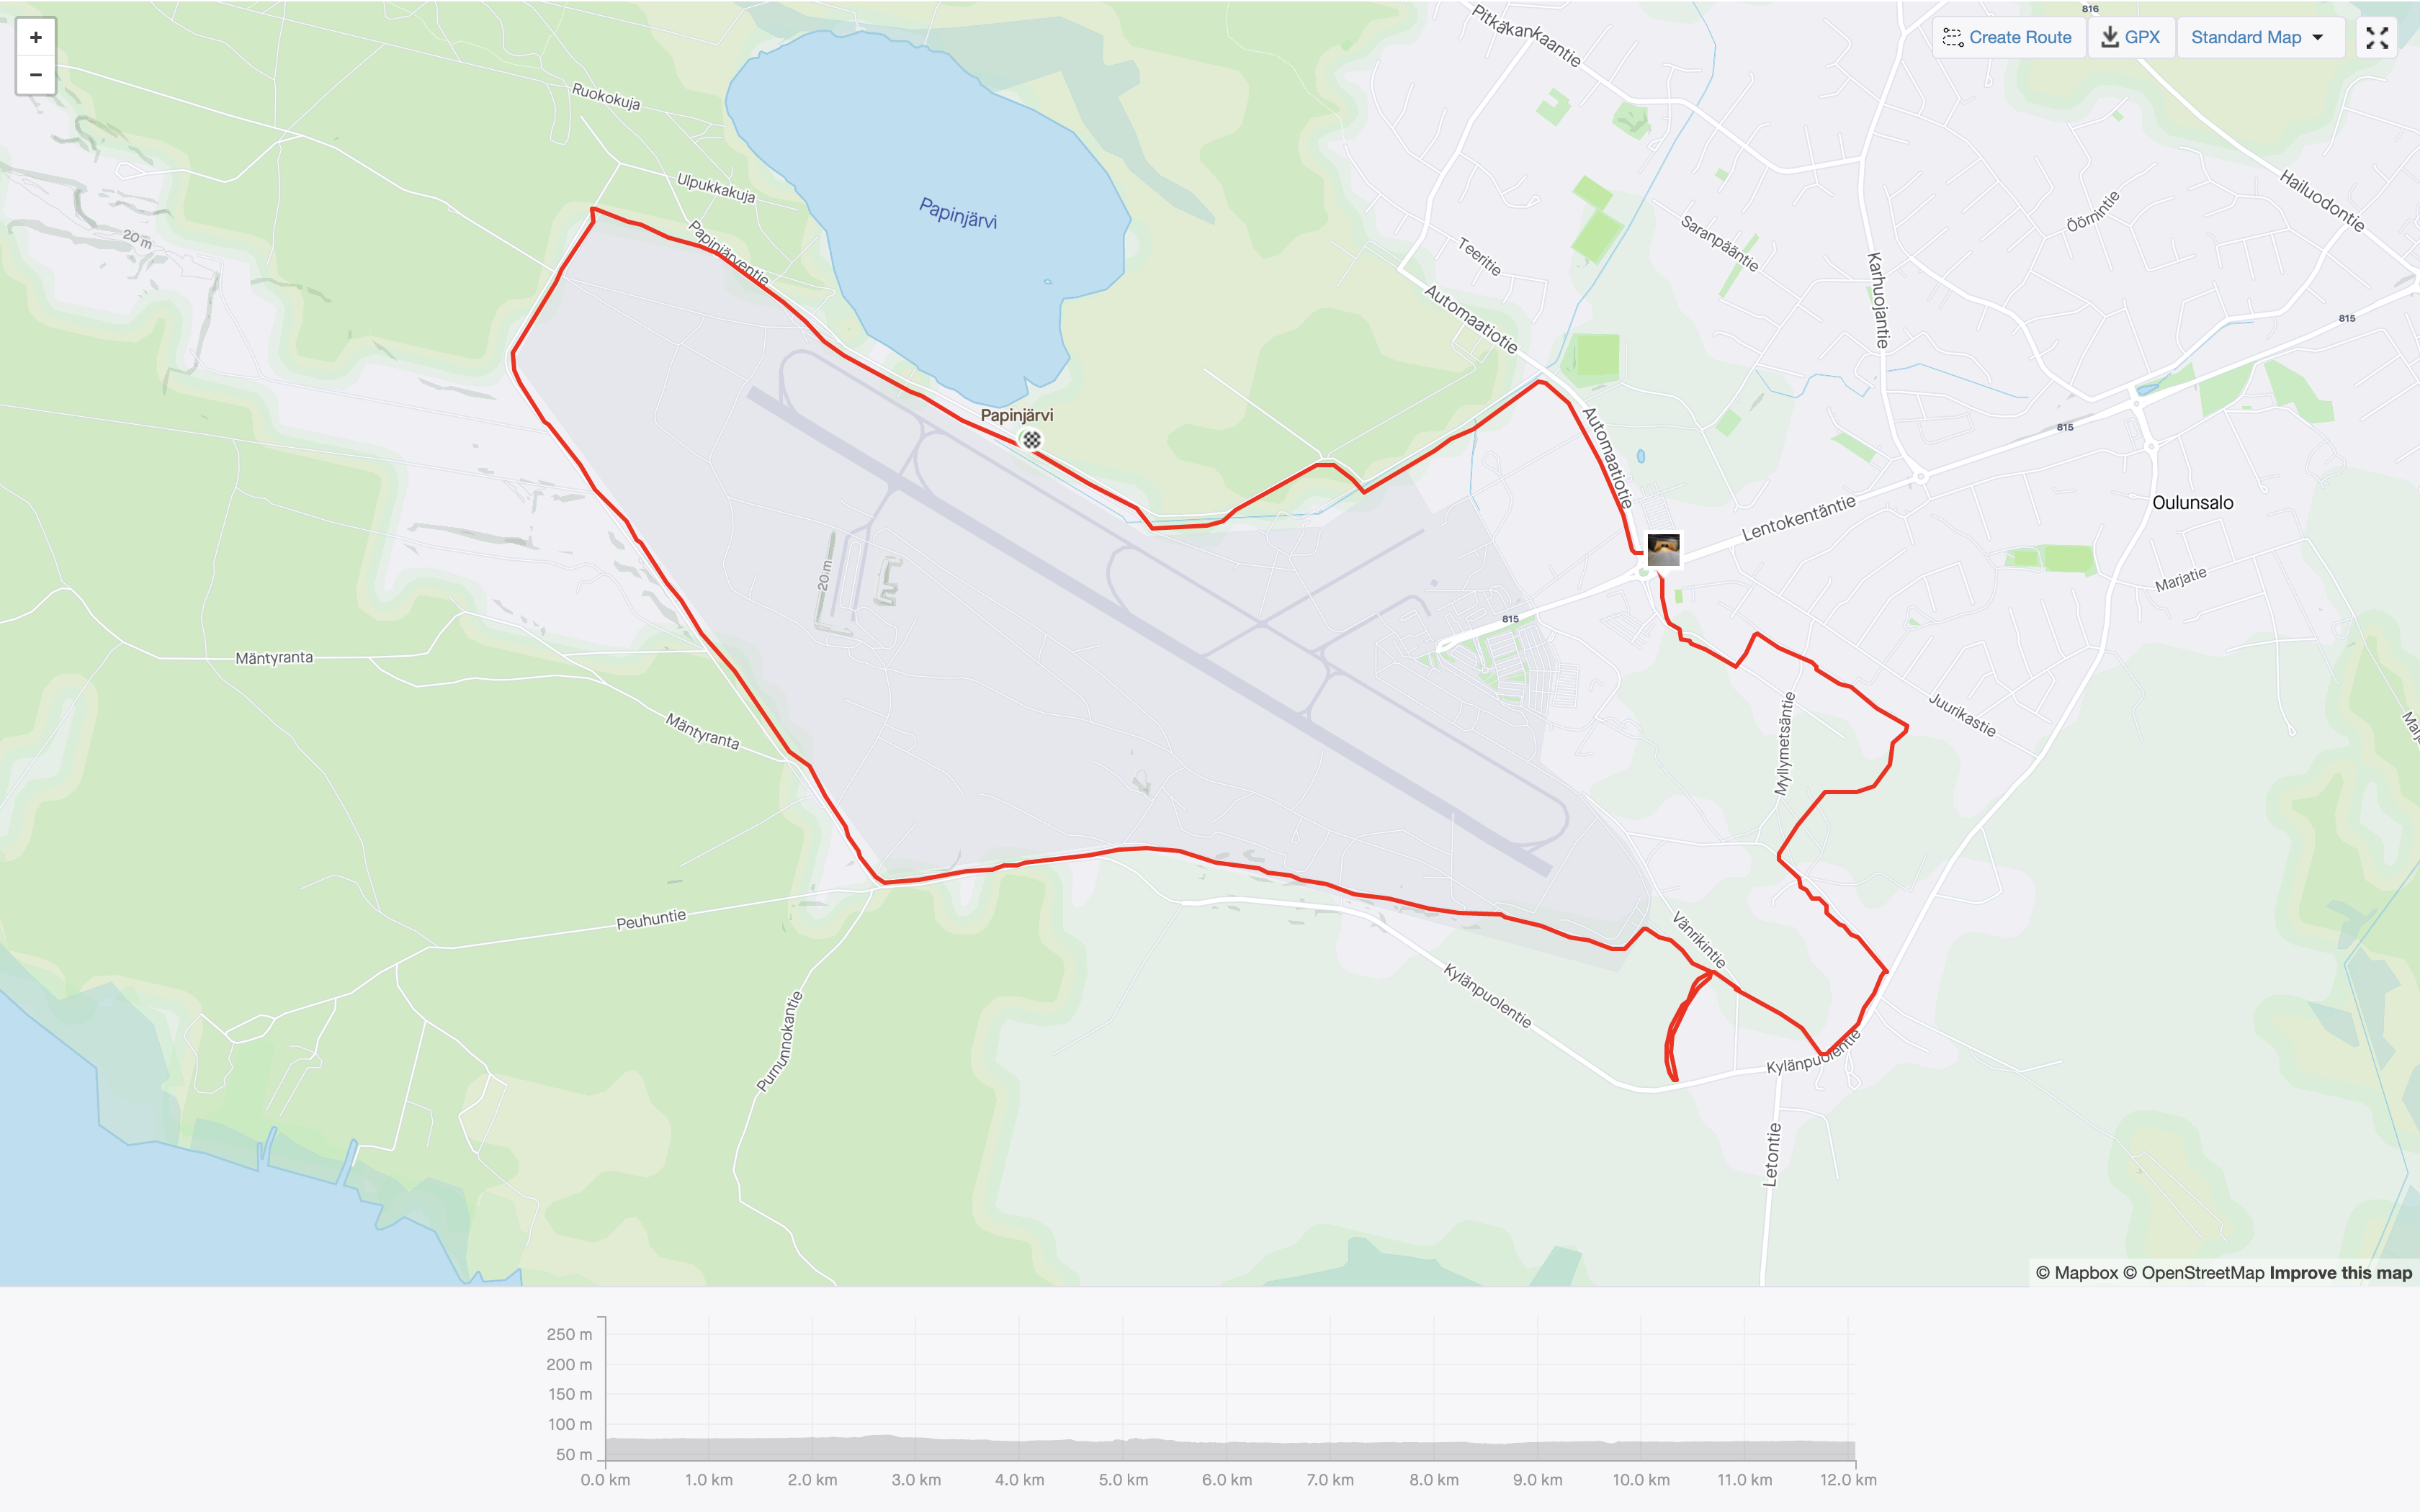 +
−
Pitkäkankaantie
816
Create Route
GPX
Standard Map
Ruokokuja
Ulpukkakuja
Papinjärvi
Papinjärventie
20 m
Teeritie
Saranpääntie
Öörnintie
Hailuodontie
Karhuojantie
Automaatiotie
815
Papinjärvi
Automaatiotie
815
Lentokentäntie
Oulunsalo
20 m
815
Marjatie
Mäntyranta
Mäntyranta
Myllymetsäntie
Juurikastie
Peuhuntie
Vänrikintie
Kylänpuolentie
Purnunnokantie
Kylänpuolentie
Letontie
© Mapbox © OpenStreetMap Improve this map
250 m
200 m
150 m
100 m
50 m
0.0 km 1.0 km 2.0 km 3.0 km 4.0 km 5.0 km 6.0 km 7.0 km 8.0 km 9.0 km 10.0 km 11.0 km 12.0 km